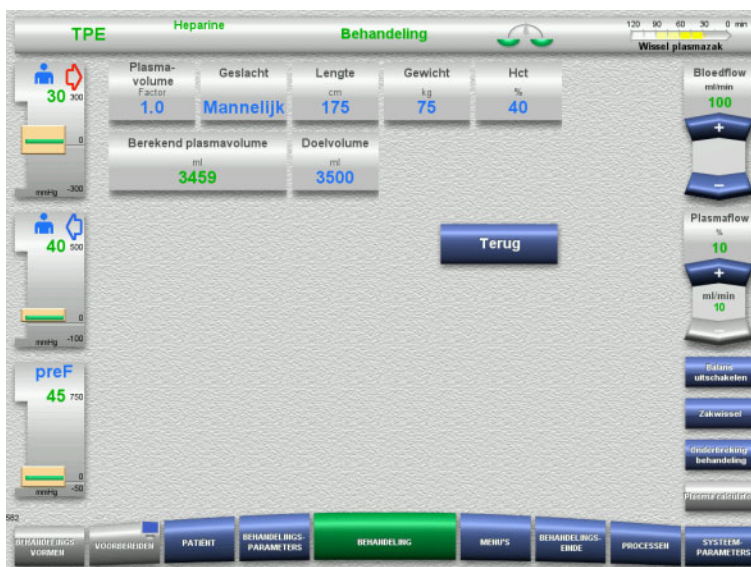 TPE
Heparine
Behandeling
120 90 60 30 0 min
Wissel plasmazak
30 300
0
mmHg -300
Plasma-
volume
Factor
1.0
Geslacht
Mannelijk
Lengte
cm
175
Gewicht
kg
75
Hct
%
40
Bloedflow
ml/min
100
+
–
Berekend plasmavolume
ml
3459
Doelvolume
ml
3500
40 500
0
mmHg -100
Terug
Plasmaflow
%
10
+
ml/min
10
–
preF
45 750
0
mmHg -50
Balans
uitschakelen
Zakwissel
Onderbreking
behandeling
Plasma calculator
582
BEHANDELINGS-
VORMEN
VOORBEREIDEN
PATIËNT
BEHANDELINGS-
PARAMETERS
BEHANDELING
MENU'S
BEHANDELINGS-
EINDE
PROCESSEN
SYSTEEM-
PARAMETERS